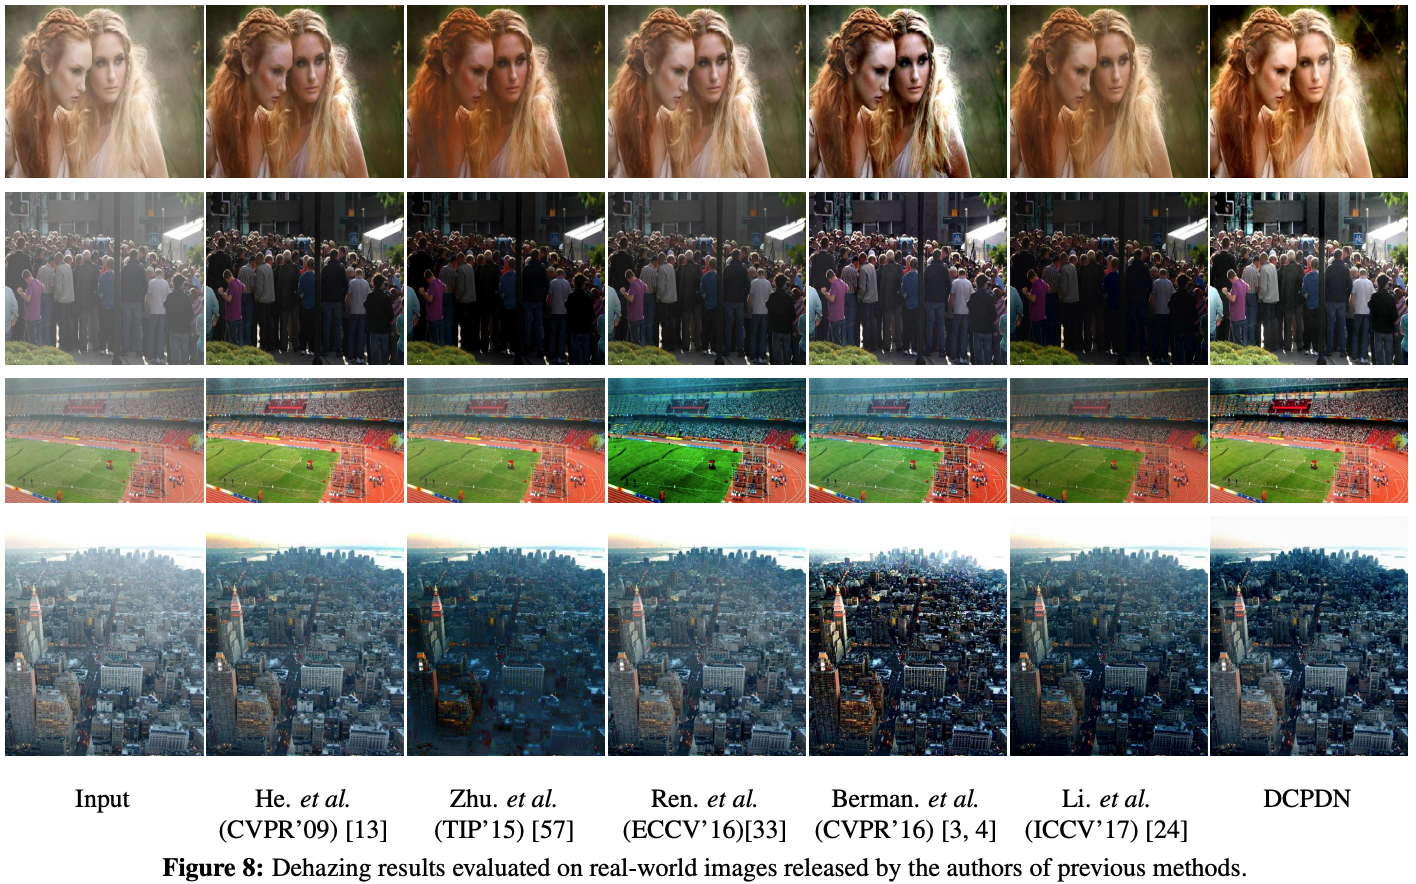 Input
He. et al.
(CVPR'09) [13]
Zhu. et al.
(TIP'15) [57]
Ren. et al.
(ECCV'16)[33]
Berman. et al.
(CVPR'16) [3, 4]
Li. et al.
(ICCV'17) [24]
DCPDN
Figure 8: Dehazing results evaluated on real-world images released by the authors of previous methods.